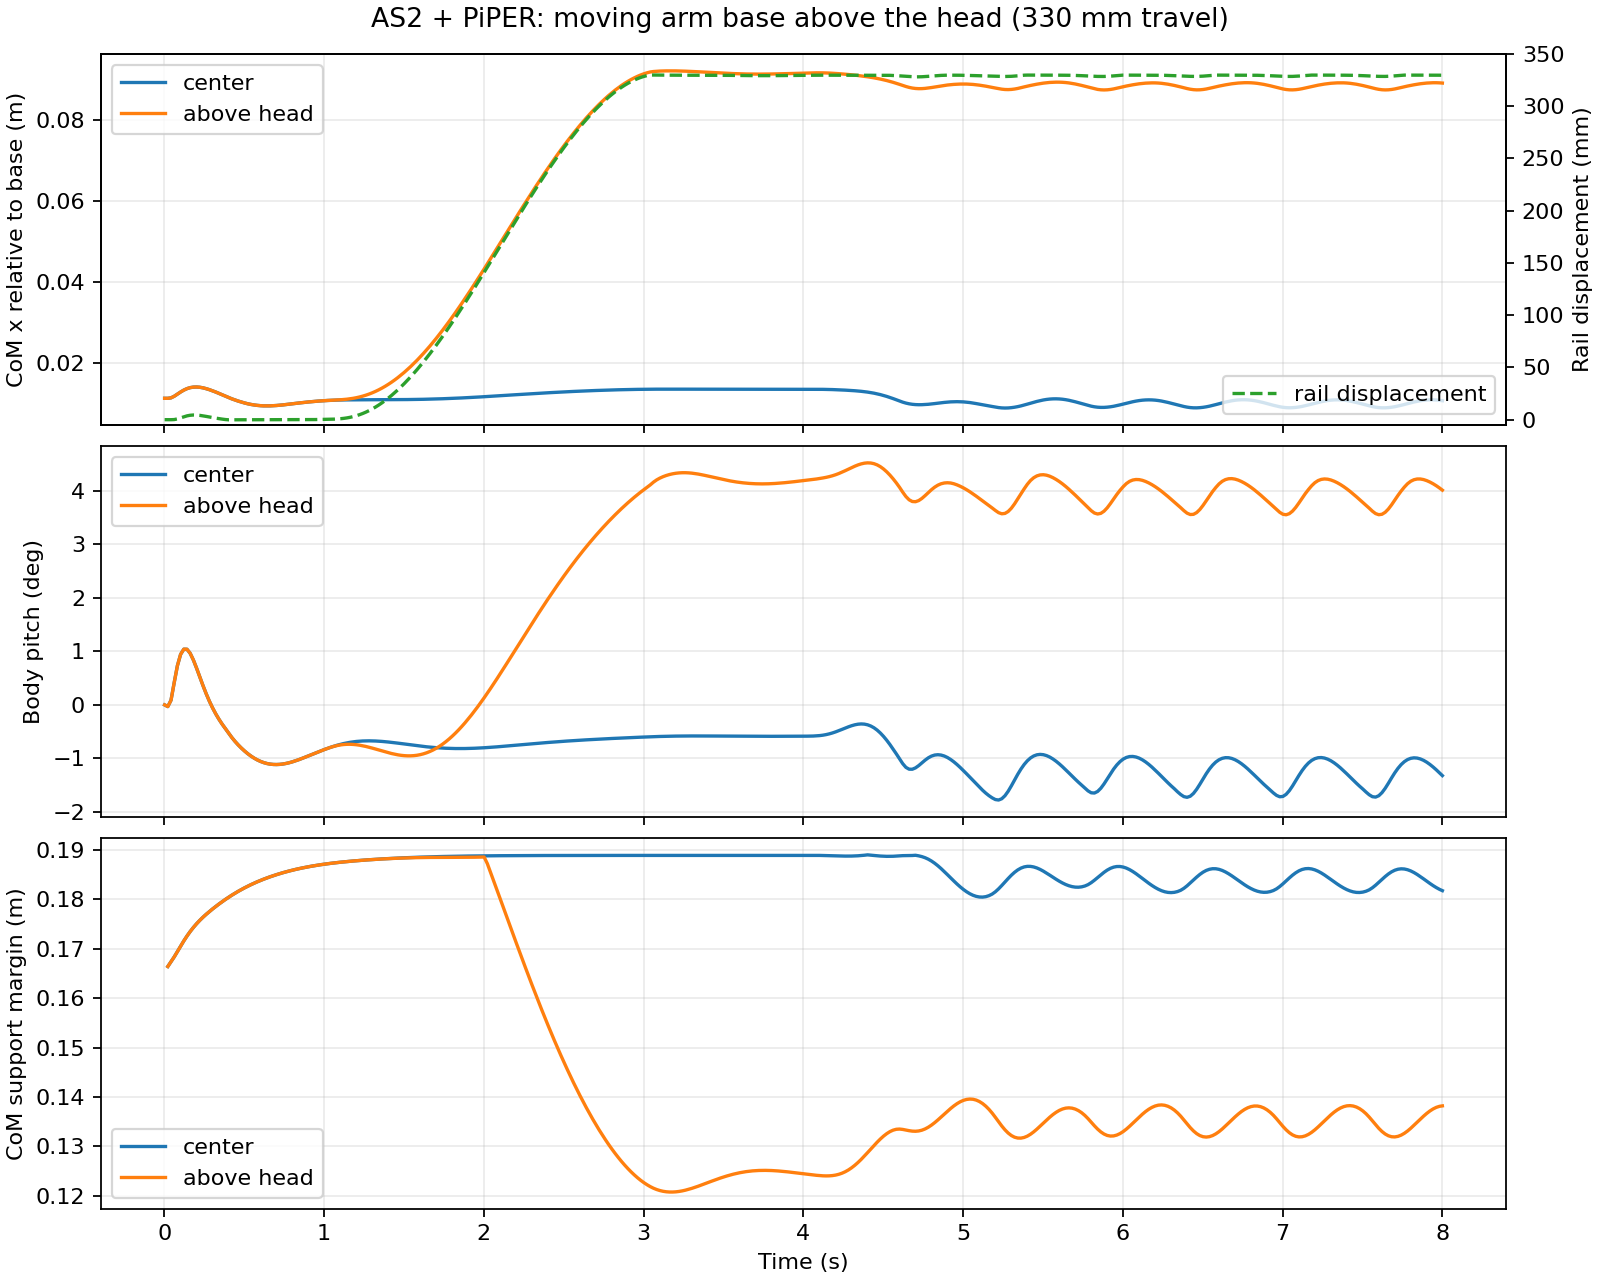 AS2 + PiPER: moving arm base above the head (330 mm travel)
CoM x relative to base (m)
0.08
0.06
0.04
0.02
center
above head
350
300
250
200
150
100
50
0
Rail displacement (mm)
rail displacement
Body pitch (deg)
4
3
2
1
0
−1
−2
center
above head
CoM support margin (m)
0.19
0.18
0.17
0.16
0.15
0.14
0.13
0.12
center
above head
0 1 2 3 4 5 6 7 8
Time (s)